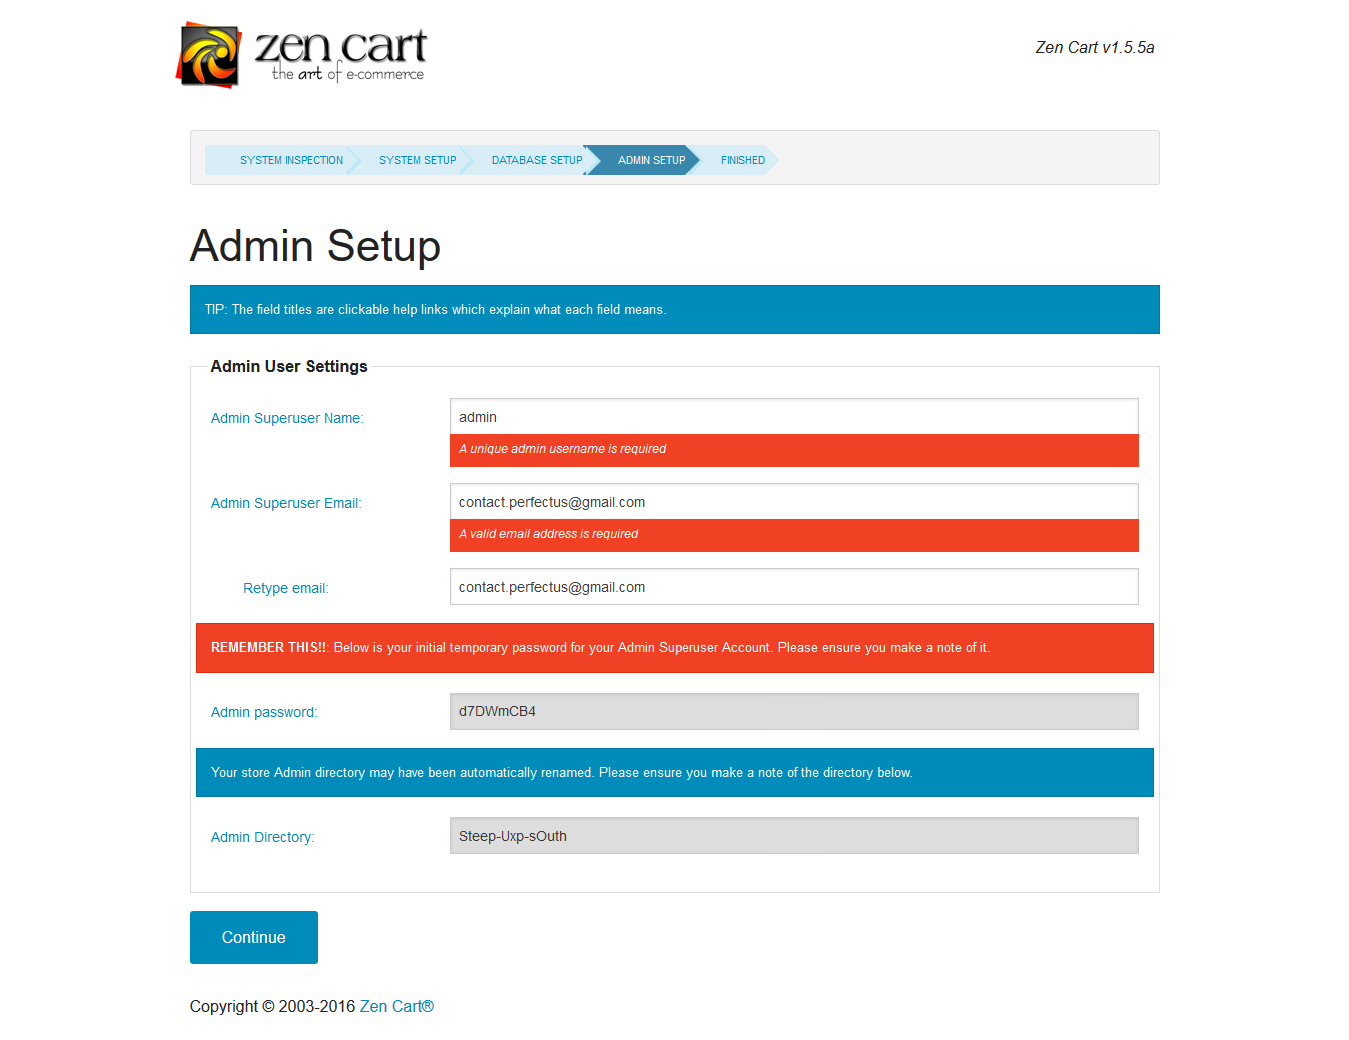 zen cart
the art of e-commerce
Zen Cart v1.5.5a
SYSTEM INSPECTION SYSTEM SETUP DATABASE SETUP ADMIN SETUP FINISHED
Admin Setup
TIP: The field titles are clickable help links which explain what each field means.
Admin User Settings
Admin Superuser Name: admin
A unique admin username is required
Admin Superuser Email: contact.perfectus@gmail.com
A valid email address is required
Retype email: contact.perfectus@gmail.com
REMEMBER THIS!!: Below is your initial temporary password for your Admin Superuser Account. Please ensure you make a note of it.
Admin password: d7DWmCB4
Your store Admin directory may have been automatically renamed. Please ensure you make a note of the directory below.
Admin Directory: Steep-Uxp-sOuth
Continue
Copyright © 2003-2016 Zen Cart®